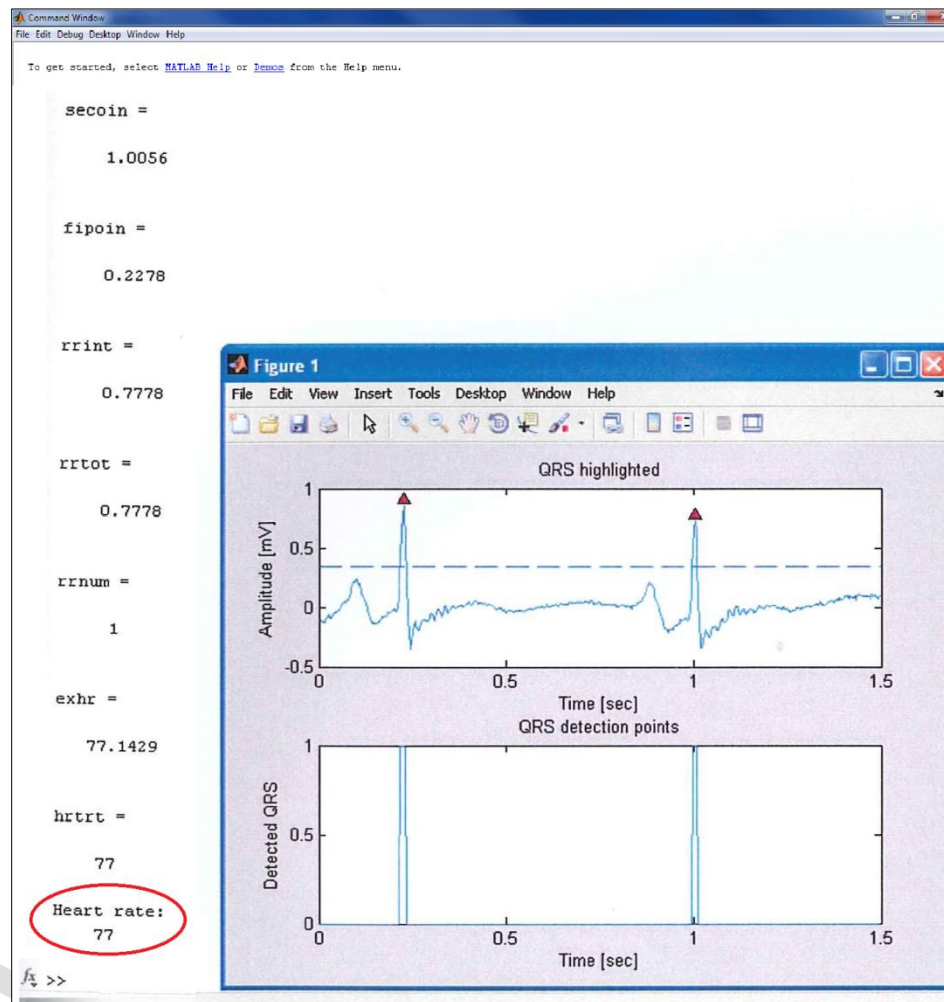 Command Window
File Edit Debug Desktop Window Help
To get started, select MATLAB Help or Demos from the Help menu.
secoin =
1.0056
fipoin =
0.2278
rrint =
0.7778
rrtot =
0.7778
rrnum =
1
exhr =
77.1429
hrtrt =
77
Heart rate:
77
fx >>
Figure 1
File Edit View Insert Tools Desktop Window Help
QRS highlighted
Amplitude [mV]
1
0.5
0
-0.5
0 0.5 1 1.5
Time [sec]
QRS detection points
Detected QRS
1
0.5
0
0 0.5 1 1.5
Time [sec]